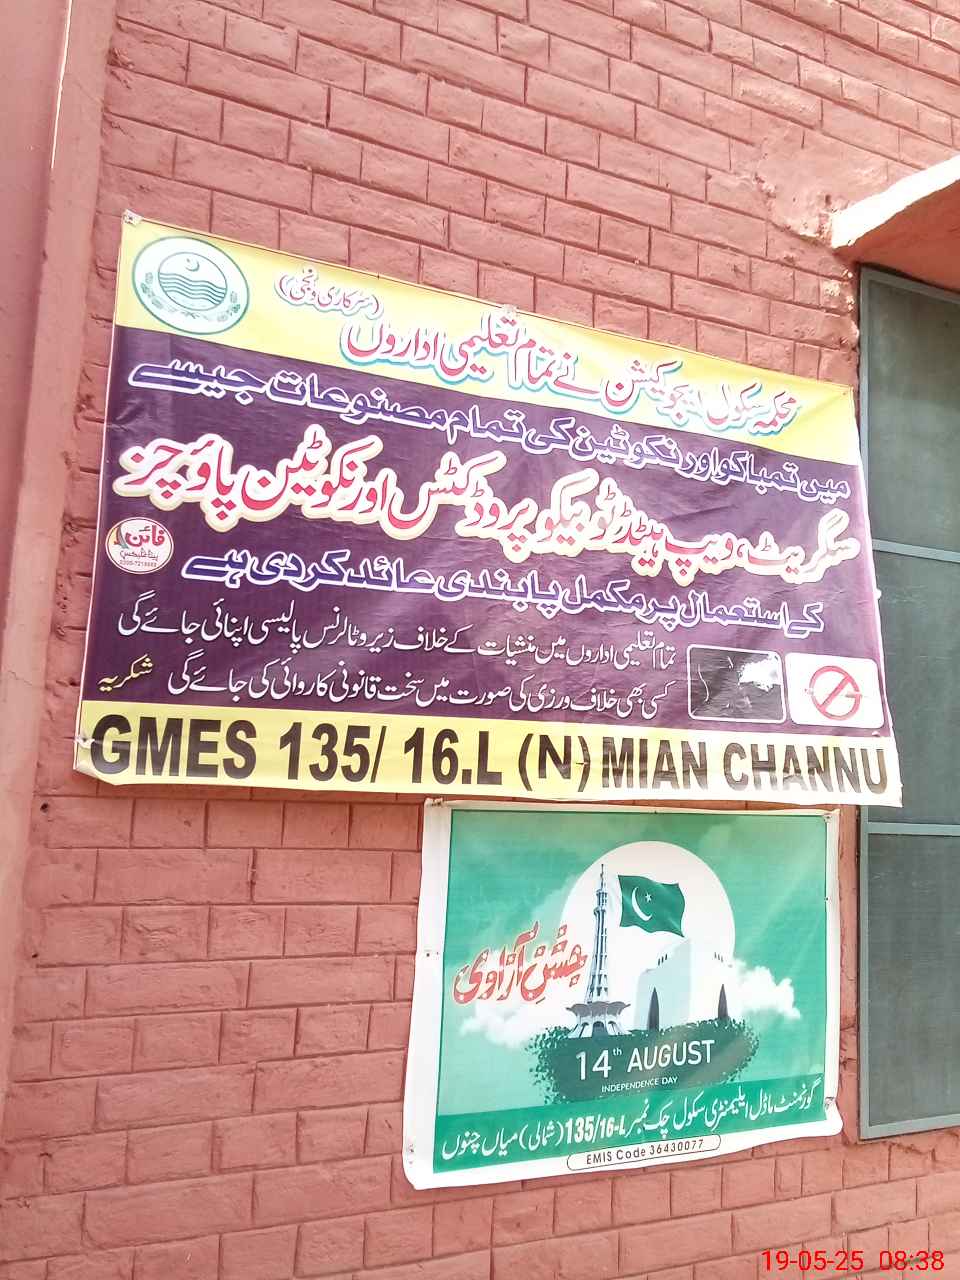 (سرکاری و نجی)
محکمہ سکول ایجوکیشن نے تمام تعلیمی اداروں
میں تمباکو اور نکوٹین کی تمام مصنوعات جیسے
سگریٹ، ویپ ہیٹڈ ٹوبیکو پروڈکٹس اور نکوٹین پاؤچز
کے استعمال پر مکمل پابندی عائد کردی ہے
تمام تعلیمی اداروں میں منشیات کے خلاف زیرو ٹالرنس پالیسی اپنائی جائے گی
کسی بھی خلاف ورزی کی صورت میں سخت قانونی کاروائی کی جائے گی
شکریہ
فائن
GMES 135/ 16.L (N) MIAN CHANNU
جشن آزادی
14th AUGUST
INDEPENDENCE DAY
گورنمنٹ ماڈل ایلیمنٹری سکول چک نمبر 135/16-L (شمالی) میاں چنوں
EMIS Code 36430077
19-05-25 08:38